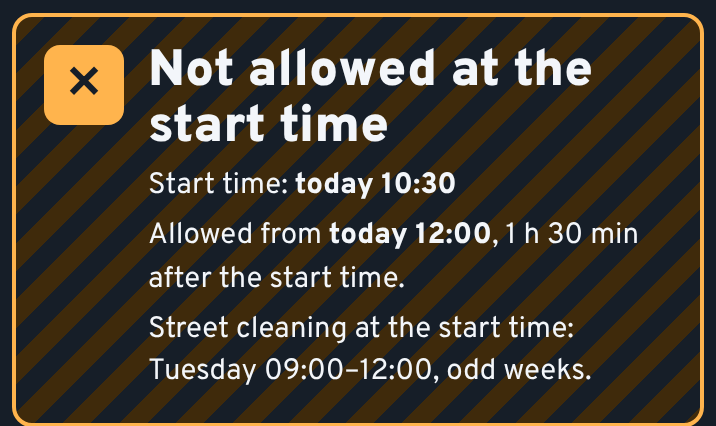 Not allowed at the
start time
Start time: today 10:30
Allowed from today 12:00, 1 h 30 min
after the start time.
Street cleaning at the start time:
Tuesday 09:00–12:00, odd weeks.